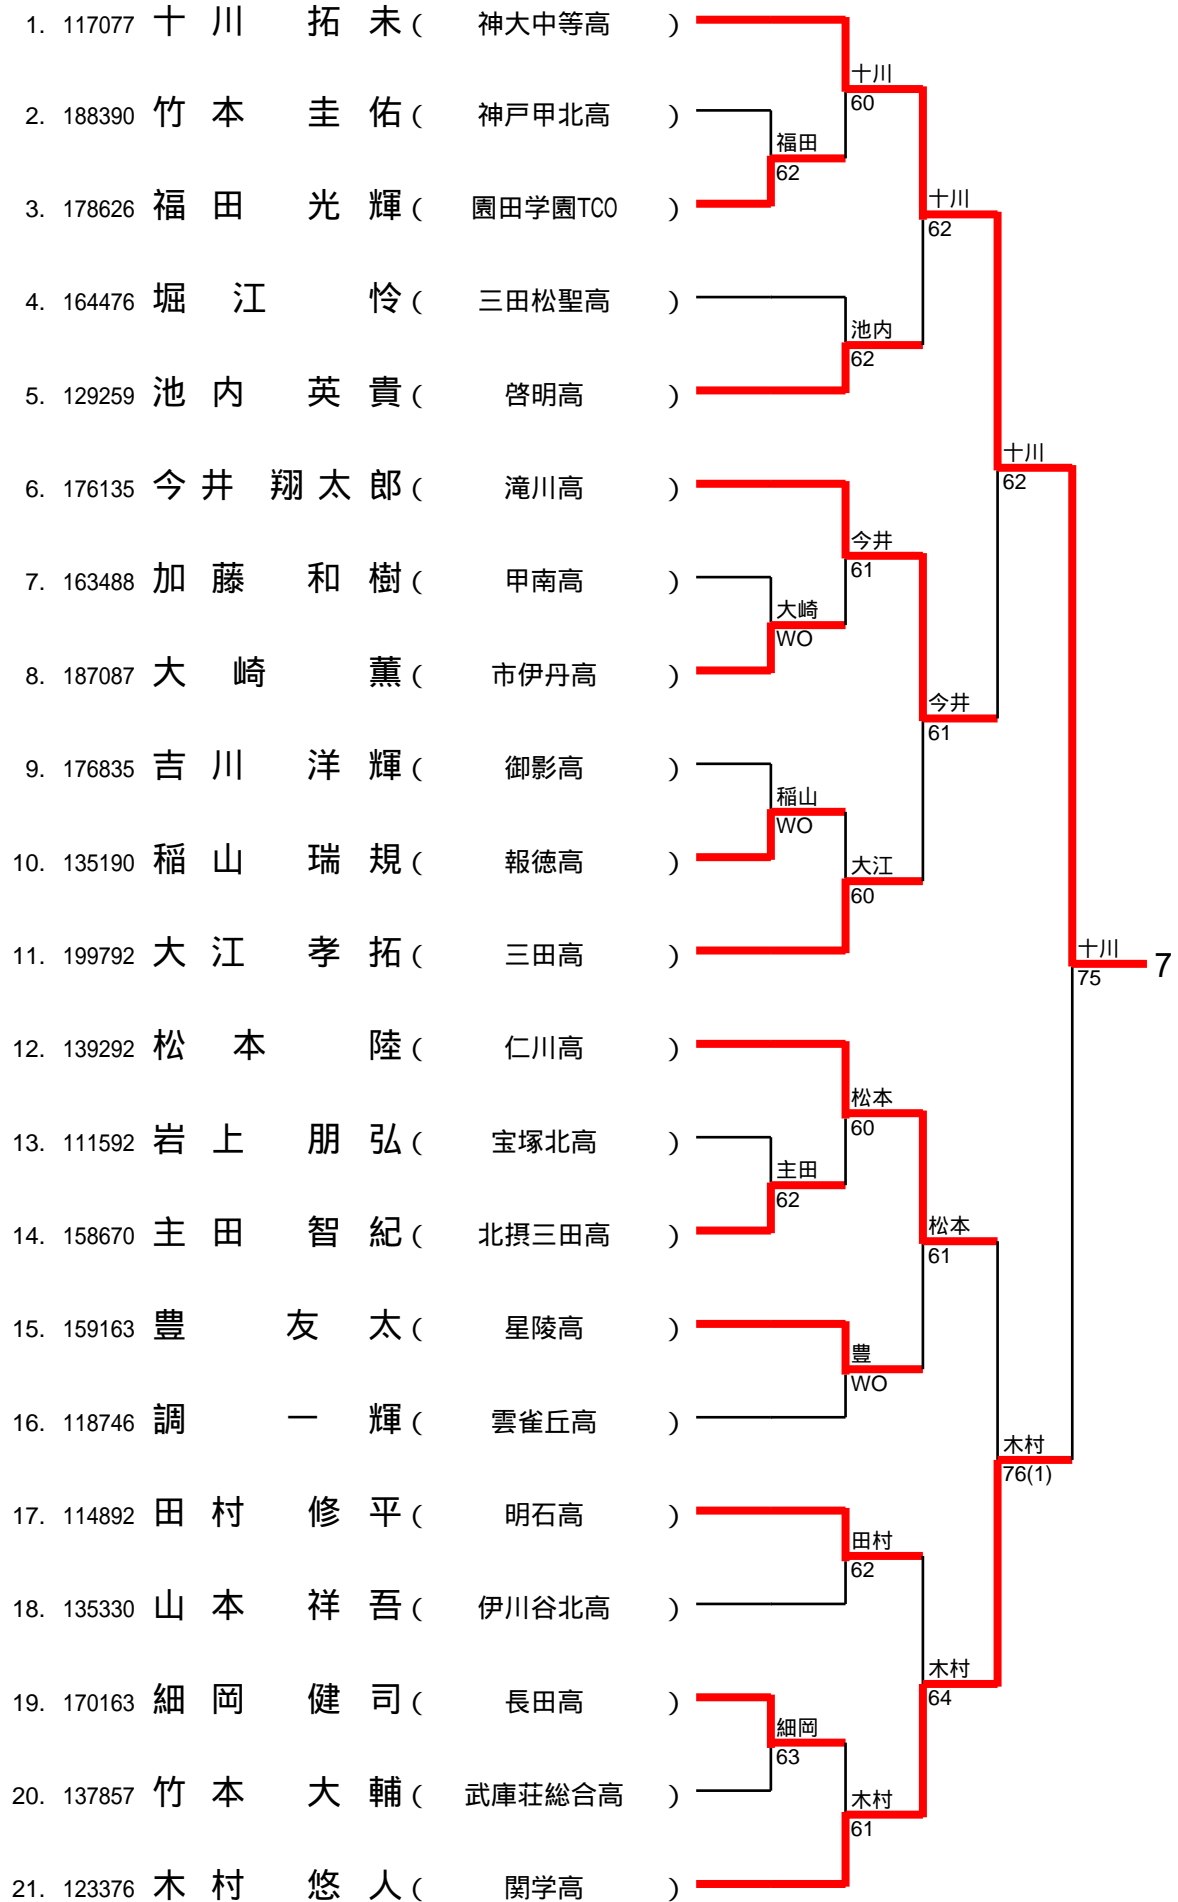 1. 117077 十川 拓未 ( 神大中等高 )
十川
60
2. 188390 竹本 圭佑 ( 神戸甲北高 )
福田
62
3. 178626 福田 光輝 ( 園田学園TCO )
十川
62
4. 164476 堀江 怜 ( 三田松聖高 )
池内
62
5. 129259 池内 英貴 ( 啓明高 )
十川
62
6. 176135 今井 翔太郎 ( 滝川高 )
今井
61
7. 163488 加藤 和樹 ( 甲南高 )
大崎
WO
8. 187087 大崎 薫 ( 市伊丹高 )
今井
61
9. 176835 吉川 洋輝 ( 御影高 )
稲山
WO
10. 135190 稲山 瑞規 ( 報徳高 )
大江
60
11. 199792 大江 孝拓 ( 三田高 )
十川
75
7
12. 139292 松本 陸 ( 仁川高 )
松本
60
13. 111592 岩上 朋弘 ( 宝塚北高 )
主田
62
14. 158670 主田 智紀 ( 北摂三田高 )
松本
61
15. 159163 豊 友太 ( 星陵高 )
豊
WO
16. 118746 調 一輝 ( 雲雀丘高 )
木村
76(1)
17. 114892 田村 修平 ( 明石高 )
田村
62
18. 135330 山本 祥吾 ( 伊川谷北高 )
木村
64
19. 170163 細岡 健司 ( 長田高 )
細岡
63
20. 137857 竹本 大輔 ( 武庫荘総合高 )
木村
61
21. 123376 木村 悠人 ( 関学高 )